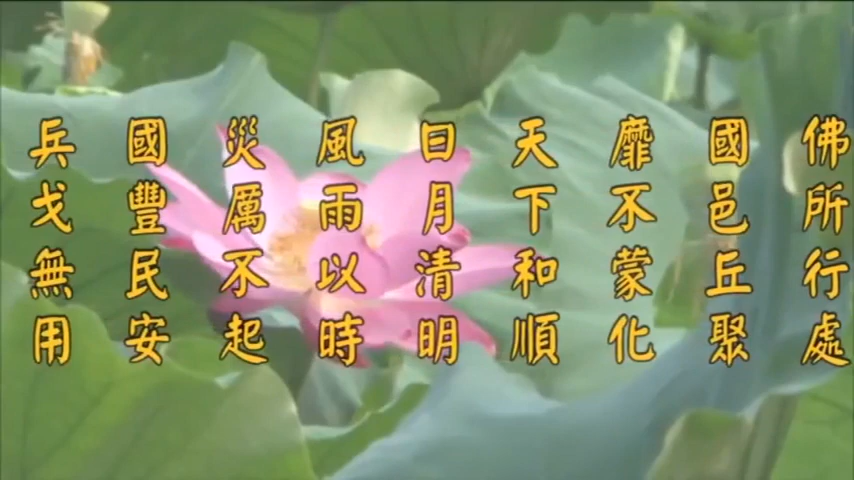 佛所行處
國邑丘聚
靡不蒙化
天下和順
日月清明
風雨以時
災厲不起
國豐民安
兵戈無用